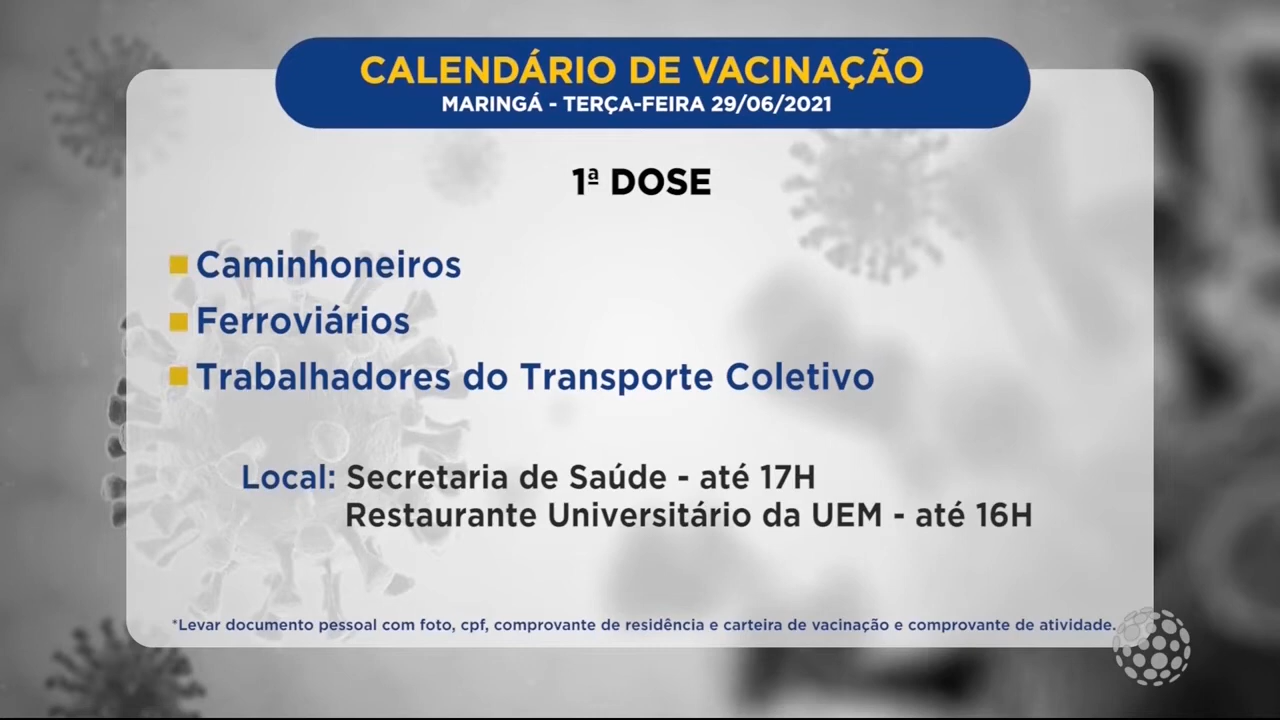 CALENDÁRIO DE VACINAÇÃO
MARINGÁ - TERÇA-FEIRA 29/06/2021
1ª DOSE
Caminhoneiros
Ferroviários
Trabalhadores do Transporte Coletivo
Local: Secretaria de Saúde - até 17H
Restaurante Universitário da UEM - até 16H
*Levar documento pessoal com foto, cpf, comprovante de residência e carteira de vacinação e comprovante de atividade.